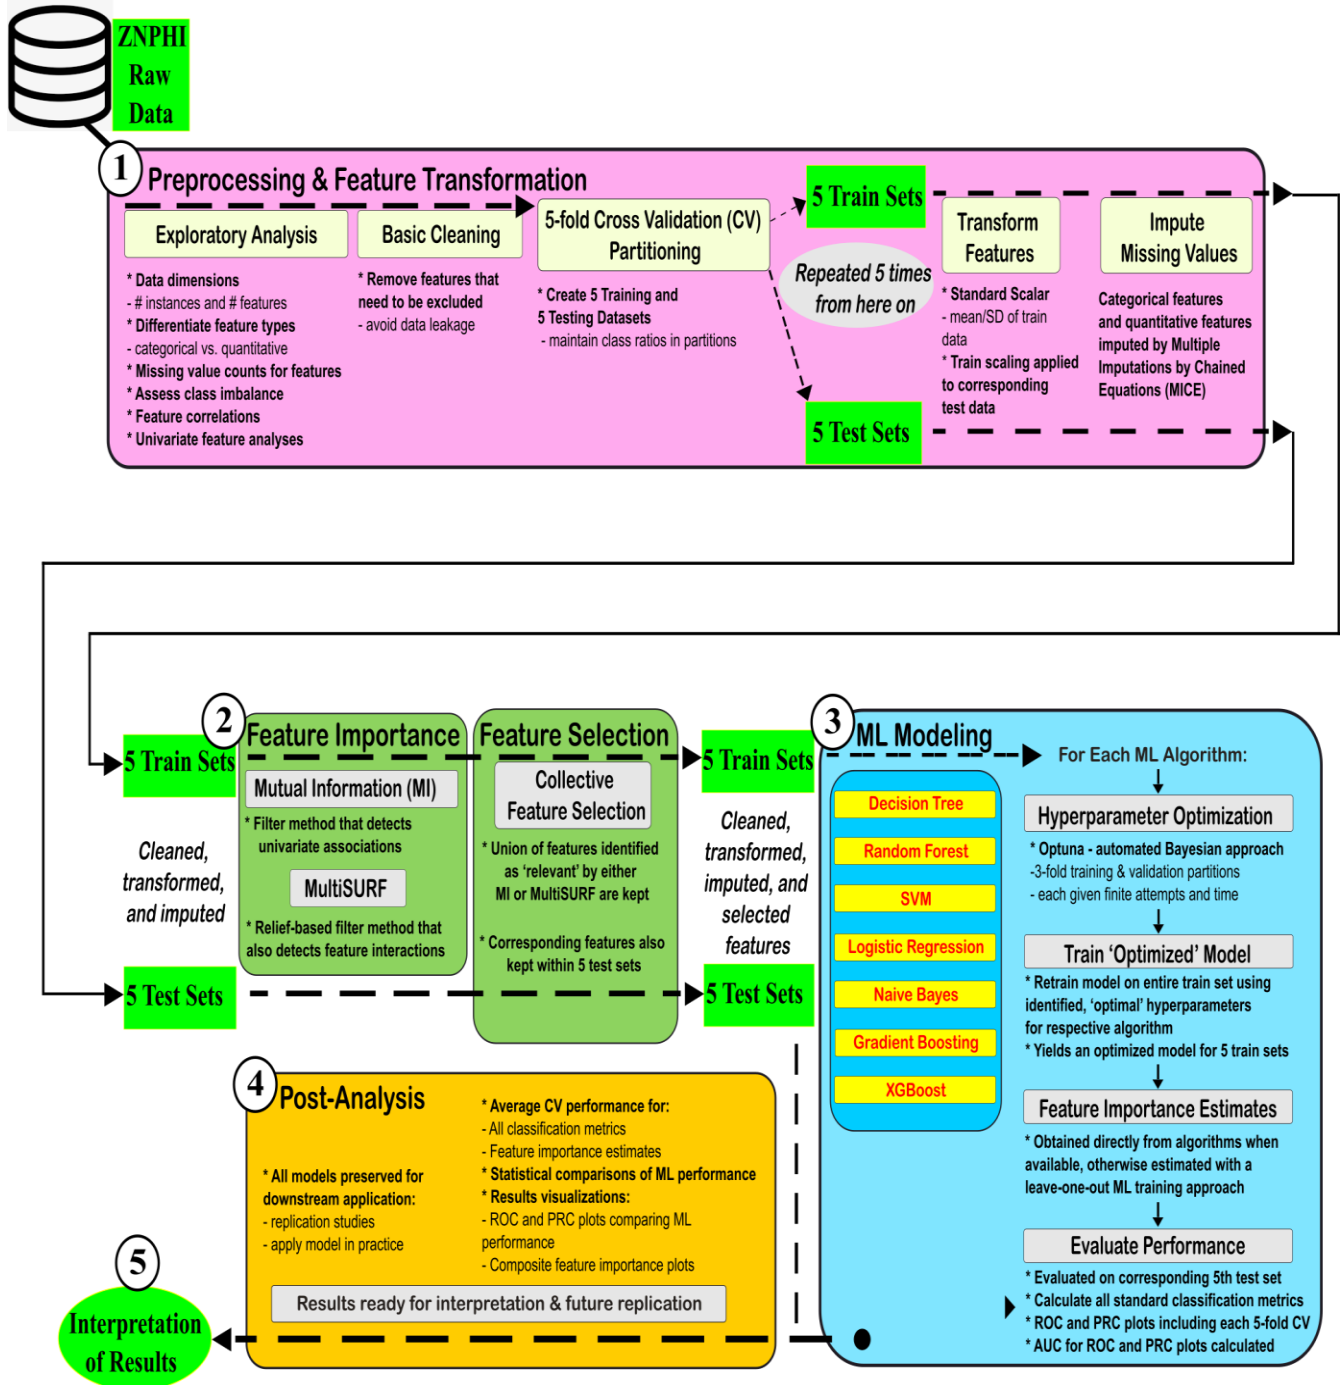 ZNPHI
Raw
Data
1
Preprocessing & Feature Transformation
Exploratory Analysis
* Data dimensions
- # instances and # features
* Differentiate feature types
- categorical vs. quantitative
* Missing value counts for features
* Assess class imbalance
* Feature correlations
* Univariate feature analyses
Basic Cleaning
* Remove features that
need to be excluded
- avoid data leakage
5-fold Cross Validation (CV)
Partitioning
* Create 5 Training and
5 Testing Datasets
- maintain class ratios in partitions
5 Train Sets
Repeated 5 times
from here on
5 Test Sets
Transform
Features
* Standard Scalar
- mean/SD of train
data
* Train scaling applied
to corresponding
test data
Impute
Missing Values
Categorical features
and quantitative features
imputed by Multiple
Imputations by Chained
Equations (MICE)
5 Train Sets
Cleaned,
transformed,
and imputed
5 Test Sets
2
Feature Importance
Mutual Information (MI)
* Filter method that detects
univariate associations
MultiSURF
* Relief-based filter method that
also detects feature interactions
Feature Selection
Collective
Feature Selection
* Union of features identified
as ‘relevant’ by either
MI or MultiSURF are kept
* Corresponding features also
kept within 5 test sets
5 Train Sets
Cleaned,
transformed,
imputed, and
selected
features
5 Test Sets
3
ML Modeling
Decision Tree
Random Forest
SVM
Logistic Regression
Naive Bayes
Gradient Boosting
XGBoost
For Each ML Algorithm:
Hyperparameter Optimization
* Optuna - automated Bayesian approach
-3-fold training & validation partitions
- each given finite attempts and time
Train ‘Optimized’ Model
* Retrain model on entire train set using
identified, ‘optimal’ hyperparameters
for respective algorithm
* Yields an optimized model for 5 train sets
Feature Importance Estimates
* Obtained directly from algorithms when
available, otherwise estimated with a
leave-one-out ML training approach
Evaluate Performance
* Evaluated on corresponding 5th test set
* Calculate all standard classification metrics
* ROC and PRC plots including each 5-fold CV
* AUC for ROC and PRC plots calculated
4
Post-Analysis
* All models preserved for
downstream application:
- replication studies
- apply model in practice
* Average CV performance for:
- All classification metrics
- Feature importance estimates
* Statistical comparisons of ML performance
* Results visualizations:
- ROC and PRC plots comparing ML
performance
- Composite feature importance plots
Results ready for interpretation & future replication
5
Interpretation
of Results